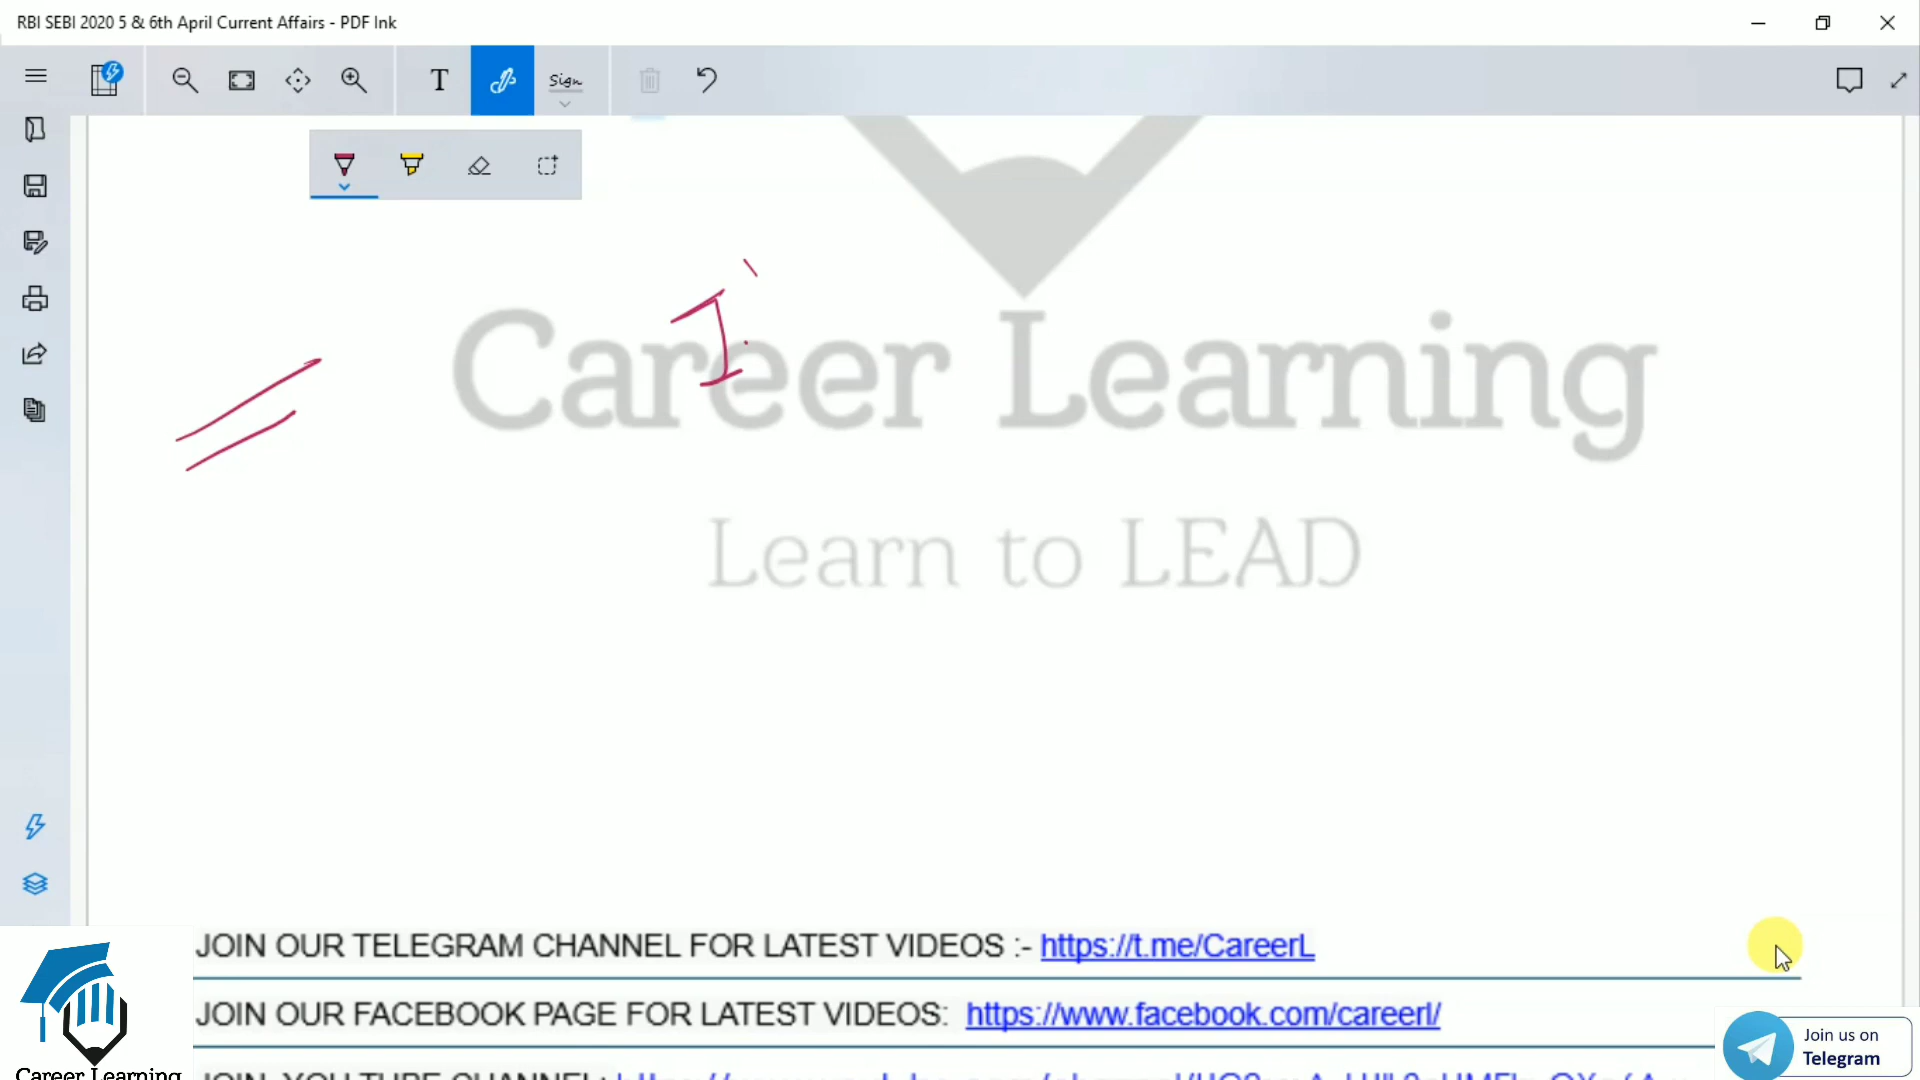 RBI SEBI 2020 5 & 6th April Current Affairs - PDF Ink
T
Sign
I
Career Learning
Learn to LEAD
JOIN OUR TELEGRAM CHANNEL FOR LATEST VIDEOS :- https://t.me/CareerL
JOIN OUR FACEBOOK PAGE FOR LATEST VIDEOS: https://www.facebook.com/careerl/
Join us on
Telegram
Career Learning